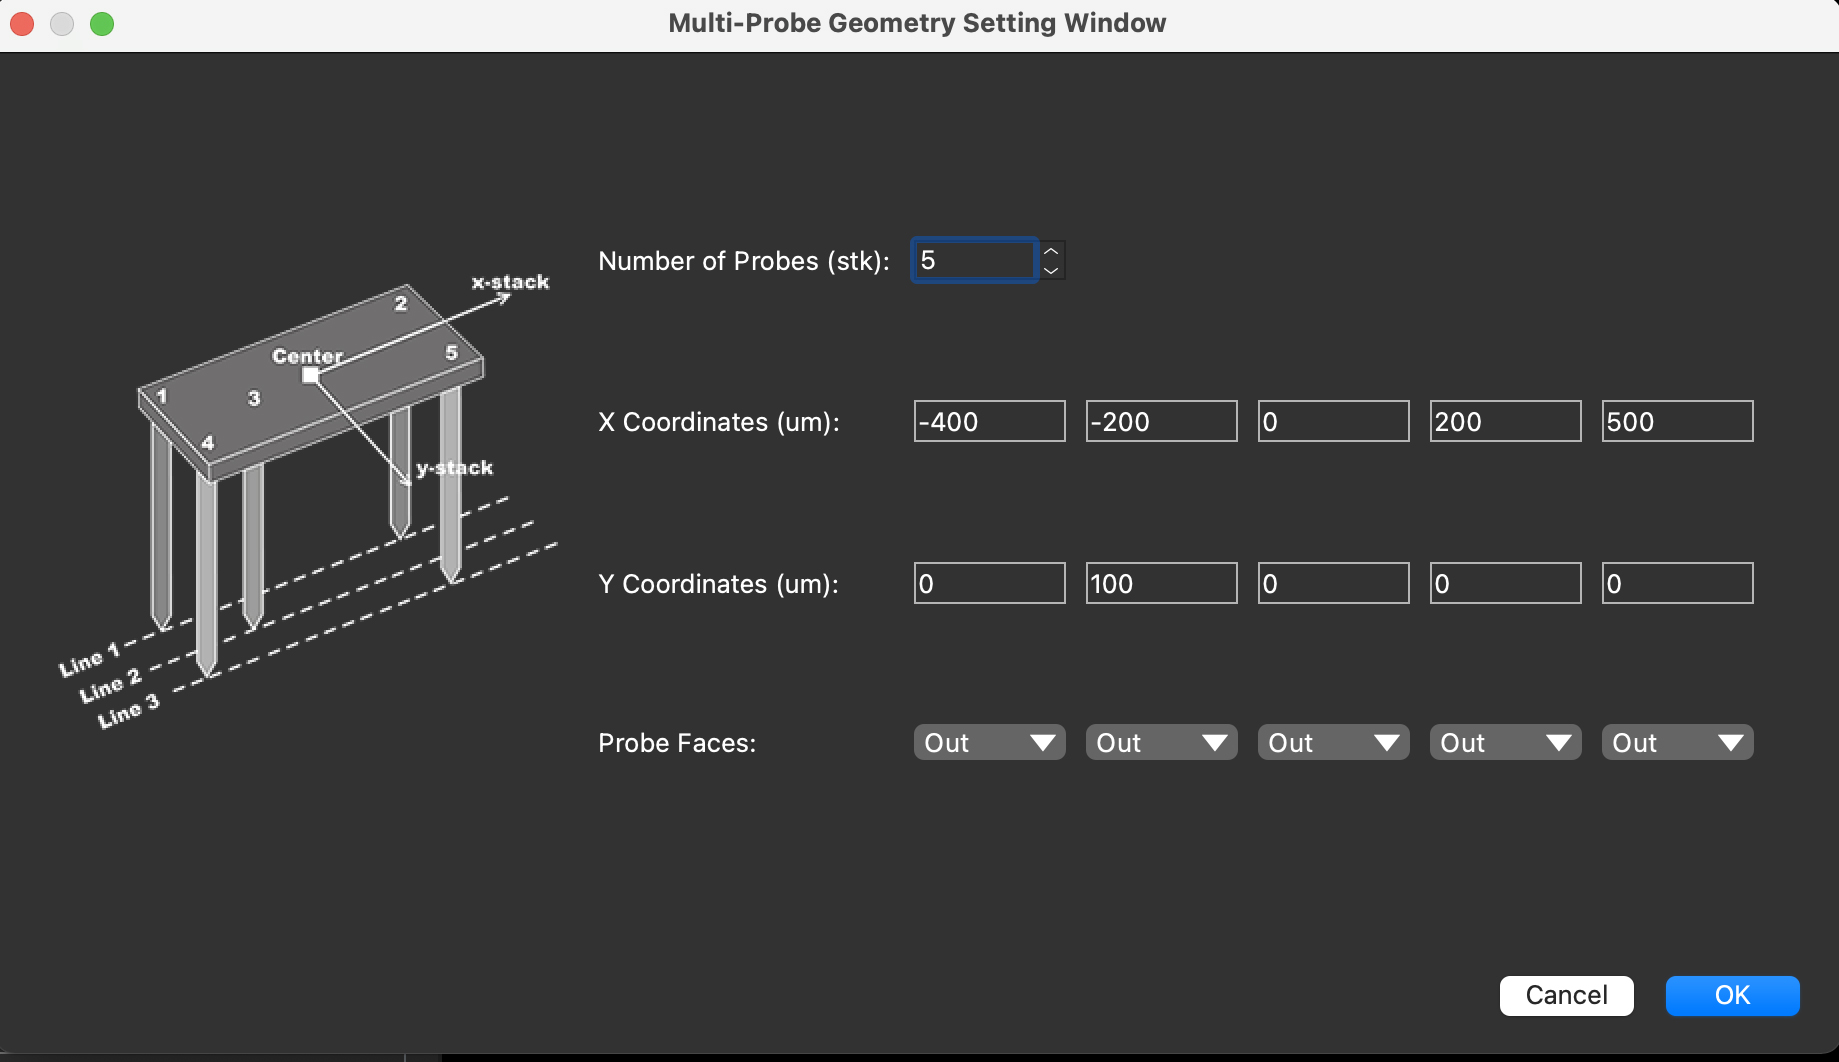 Multi-Probe Geometry Setting Window
x-stack
2
Center
5
1
3
4
y-stack
Line 1
Line 2
Line 3
Number of Probes (stk): 5
X Coordinates (um): -400 -200 0 200 500
Y Coordinates (um): 0 100 0 0 0
Probe Faces: Out Out Out Out Out
Cancel OK